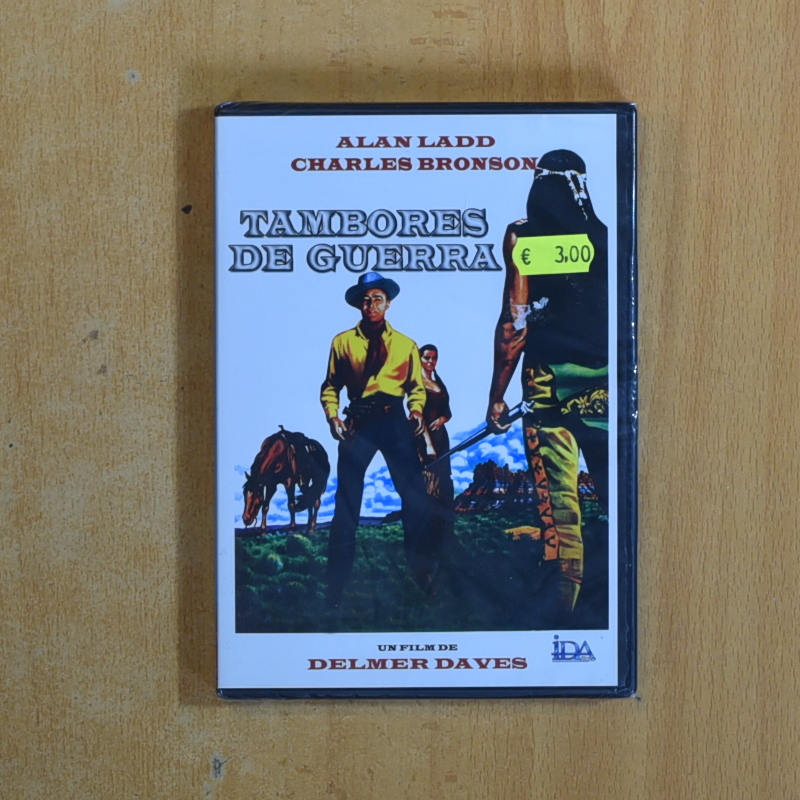 ALAN LADD
CHARLES BRONSON
TAMBORES
DE GUERRA
€ 3.00
UN FILM DE
DELMER DAVES
iDA